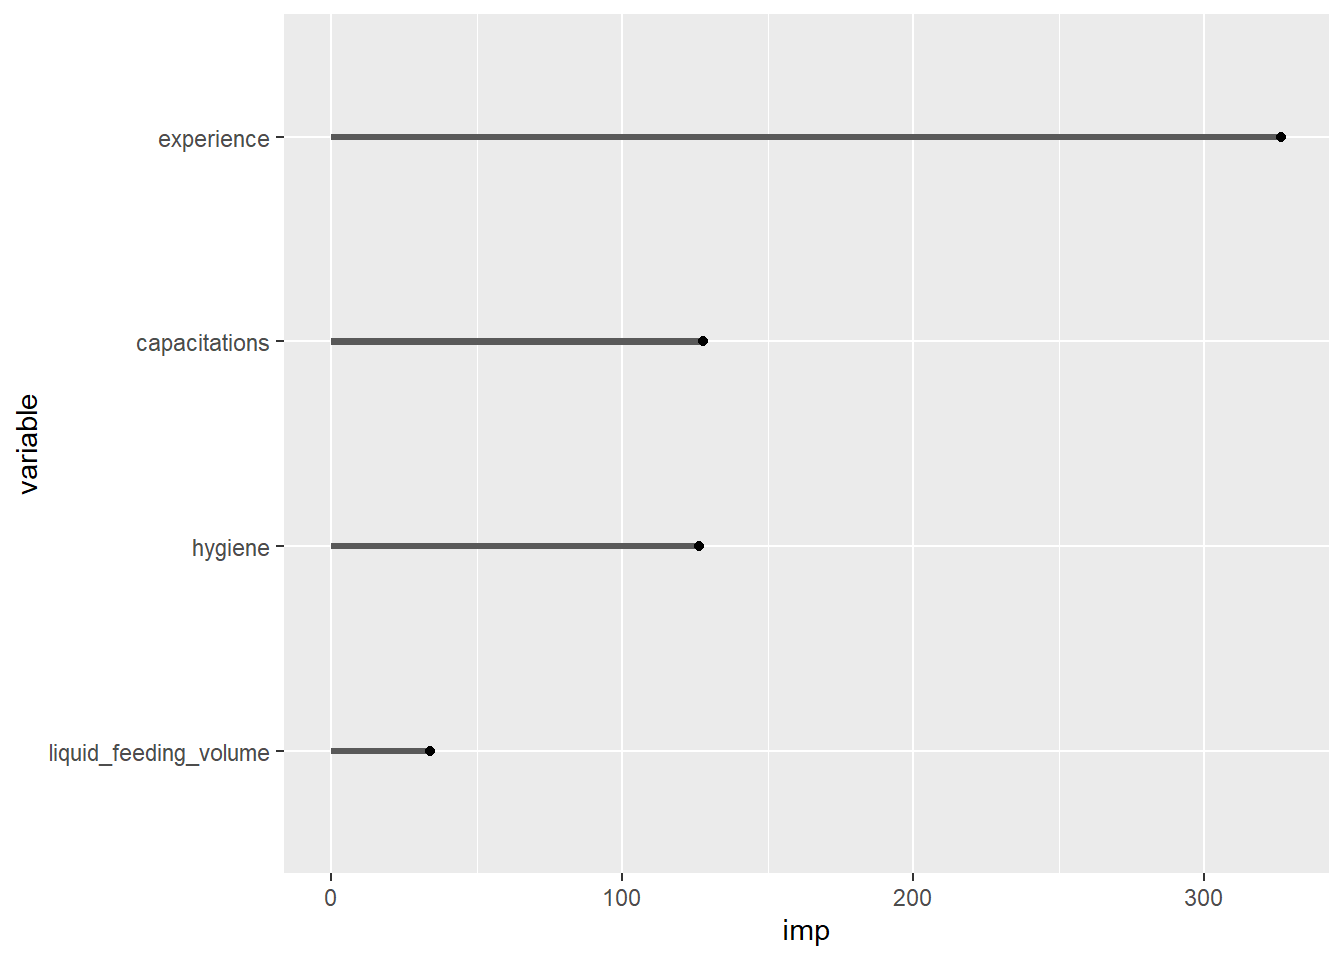 experience
capacitations
hygiene
liquid_feeding_volume
variable
0 100 200 300
imp